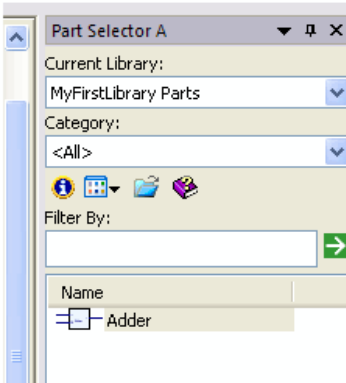 Part Selector A
Current Library:
MyFirstLibrary Parts
Category:
<All>
Filter By:
Name
Adder